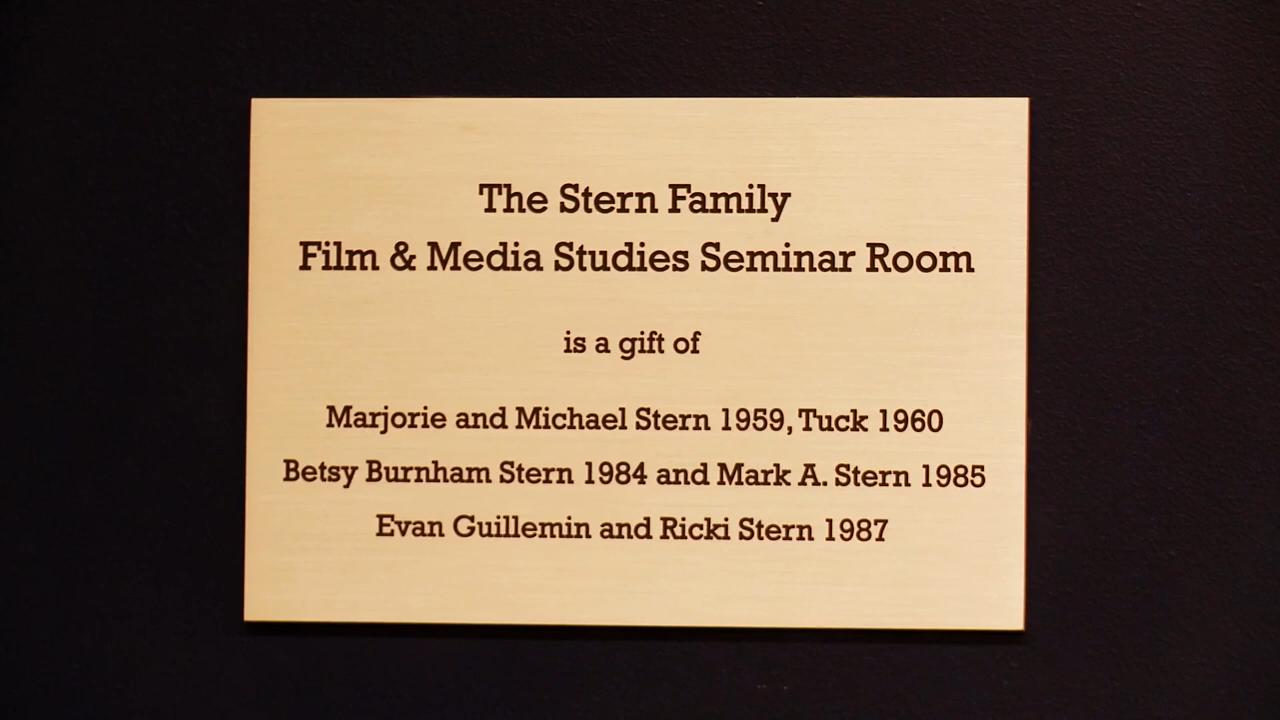 The Stern Family
Film & Media Studies Seminar Room
is a gift of
Marjorie and Michael Stern 1959, Tuck 1960
Betsy Burnham Stern 1984 and Mark A. Stern 1985
Evan Guillemin and Ricki Stern 1987